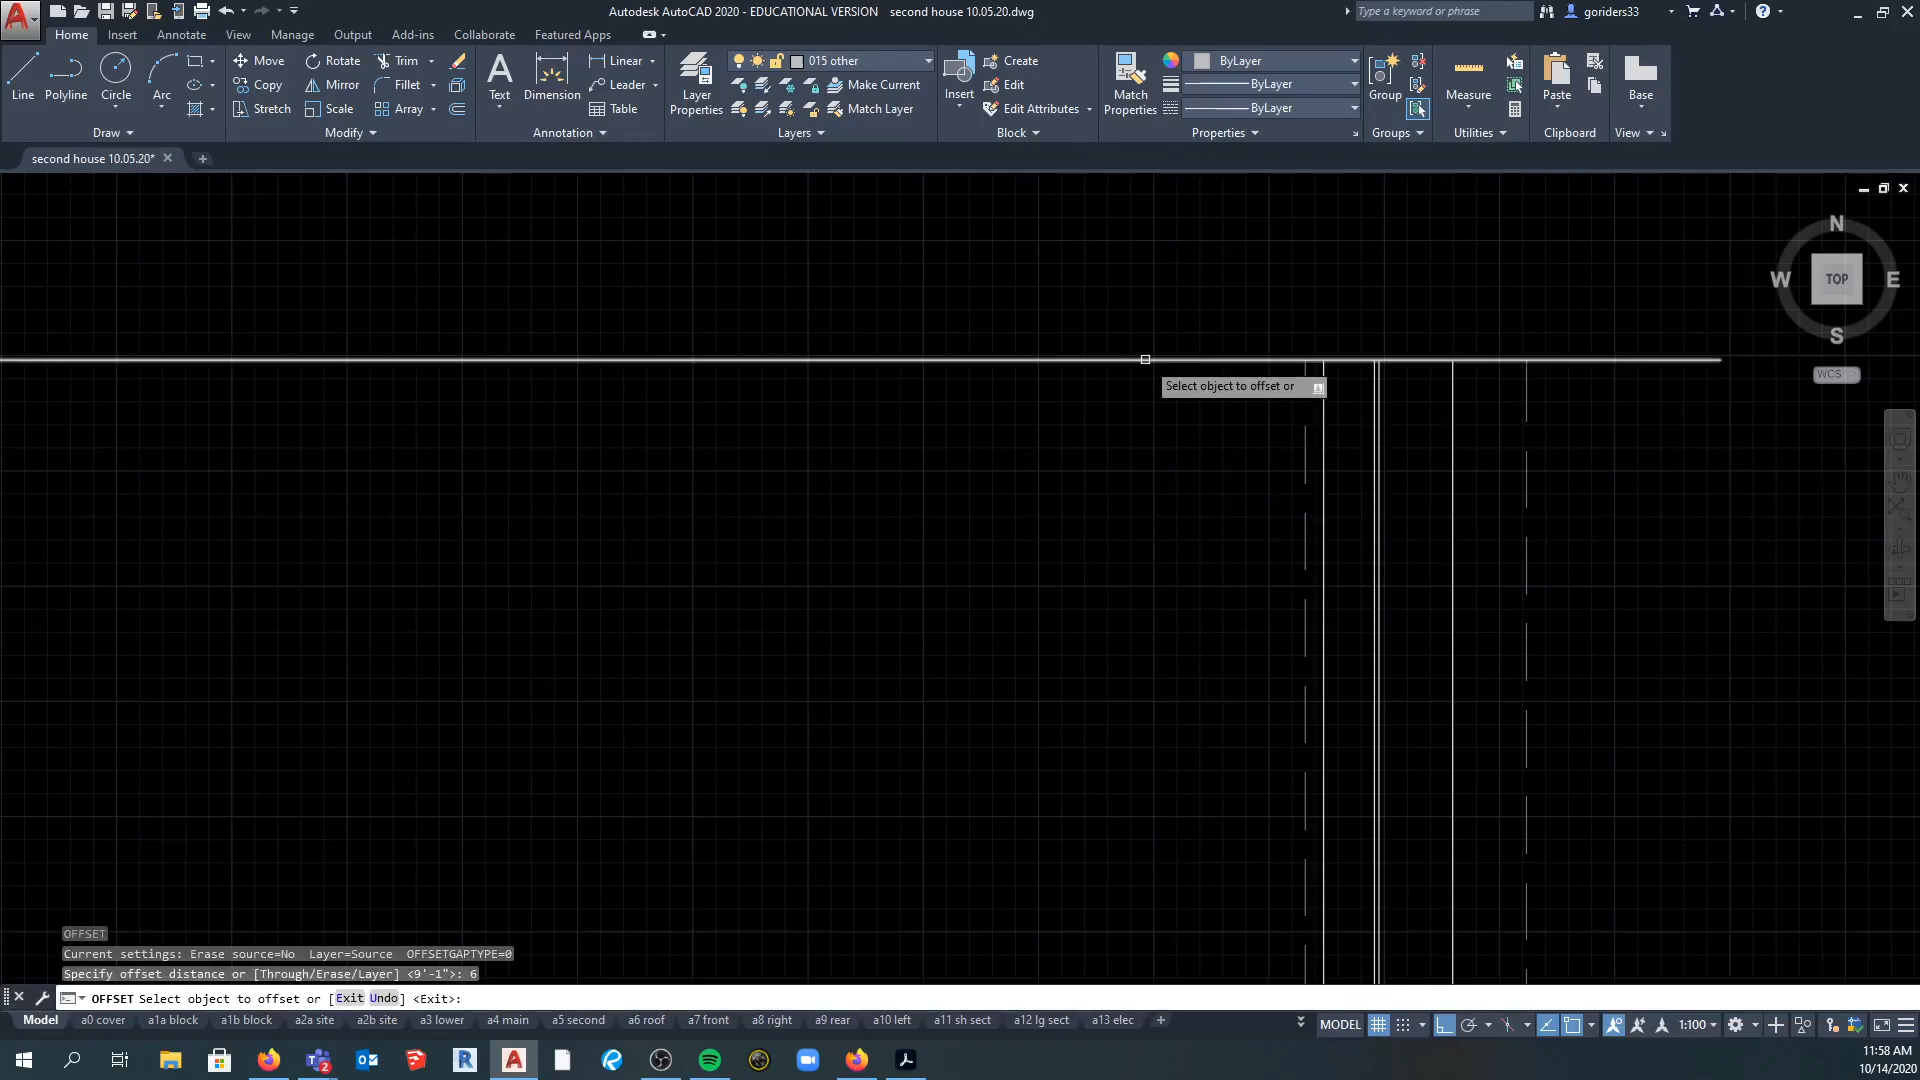 Autodesk AutoCAD 2020 - EDUCATIONAL VERSION second house 10.05.20.dwg
Type a keyword or phrase
goriders33
Home Insert Annotate View Manage Output Add-ins Collaborate Featured Apps
Line Polyline Circle Arc
Move Rotate Trim
Copy Mirror Fillet
Stretch Scale Array
Text Dimension
Linear
Leader
Table
Layer Properties
015 other
Make Current
Match Layer
Insert
Create
Edit
Edit Attributes
Match Properties
ByLayer
ByLayer
ByLayer
Group
Measure
Paste
Base
Draw Modify Annotation Layers Block Properties Groups Utilities Clipboard View
second house 10.05.20*
N
W TOP E
S
WCS
Select object to offset or
OFFSET
Current settings: Erase source=No Layer=Source OFFSETGAPTYPE=0
Specify offset distance or [Through/Erase/Layer] <9'-1">: 6
OFFSET Select object to offset or [Exit Undo] <Exit>:
Model a0 cover a1a block a1b block a2a site a2b site a3 lower a4 main a5 second a6 roof a7 front a8 right a9 rear a10 left a11 sh sect a12 lg sect a13 elec
MODEL 1:100
2
11:58 AM
10/14/2020